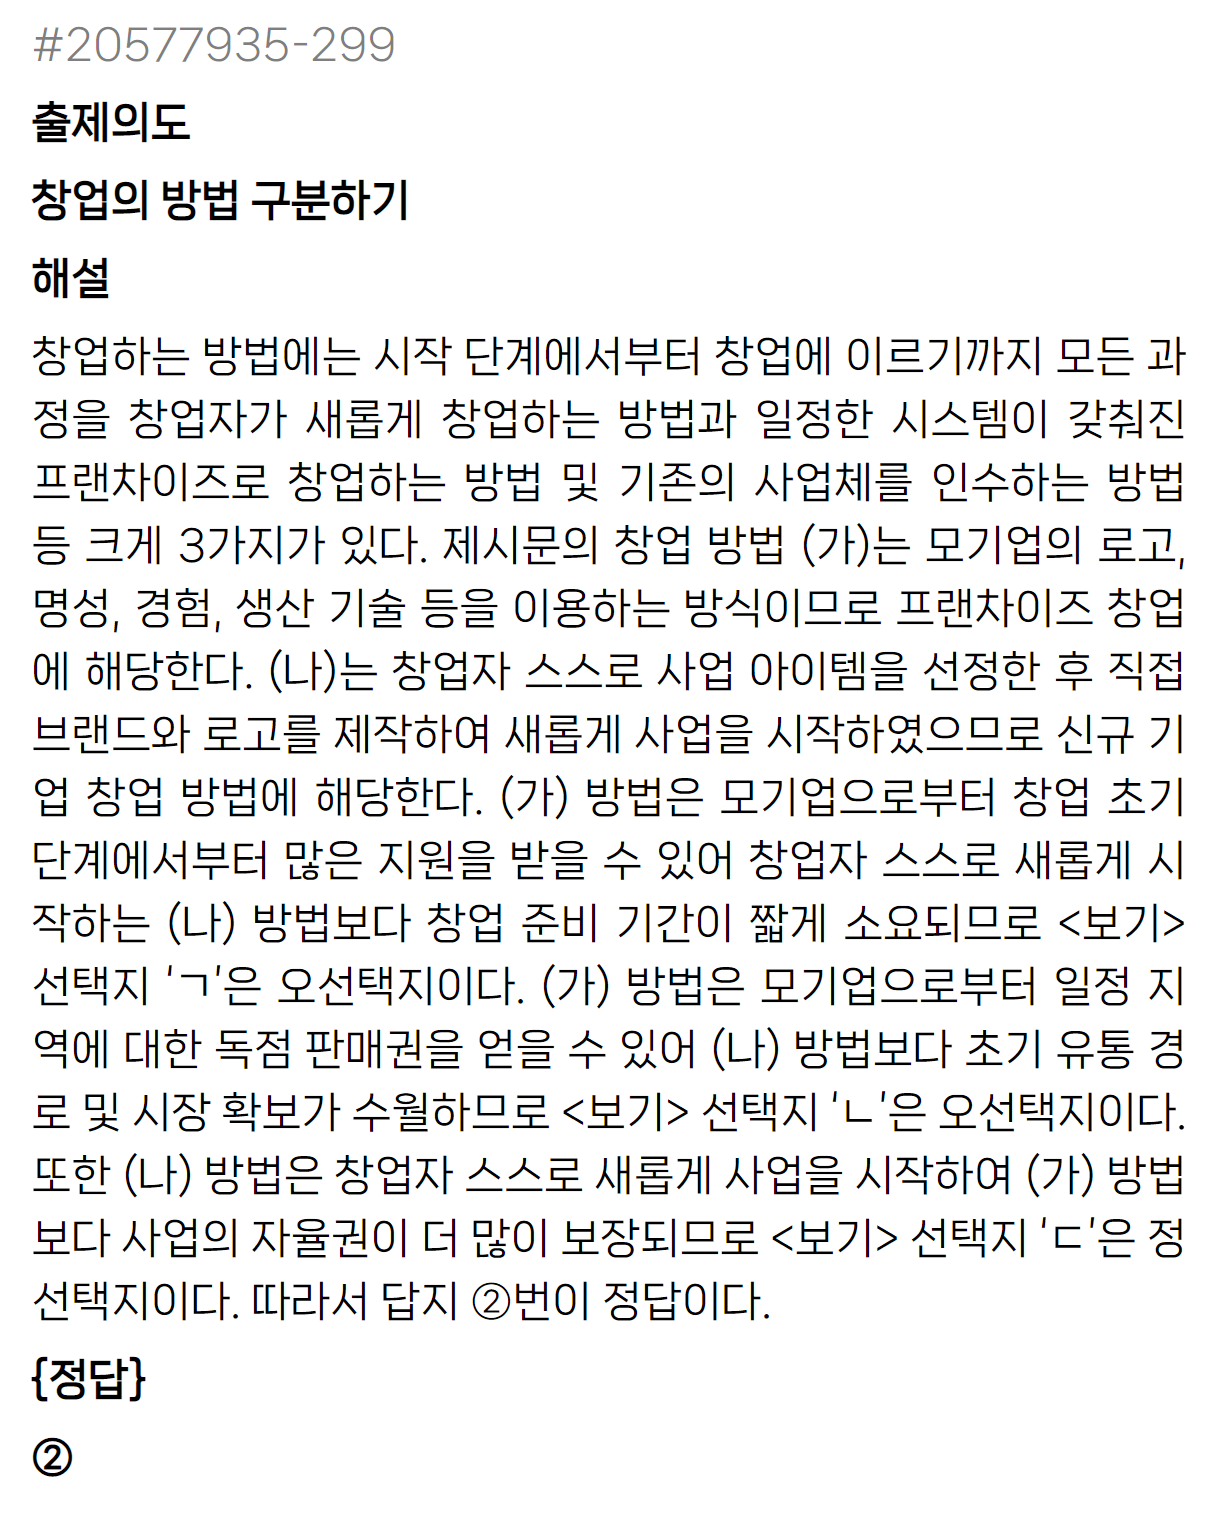 #20577935-299
출제의도
창업의 방법 구분하기
해설
창업하는 방법에는 시작 단계에서부터 창업에 이르기까지 모든 과
정을 창업자가 새롭게 창업하는 방법과 일정한 시스템이 갖춰진
프랜차이즈로 창업하는 방법 및 기존의 사업체를 인수하는 방법
등 크게 3가지가 있다. 제시문의 창업 방법 (가)는 모기업의 로고,
명성, 경험, 생산 기술 등을 이용하는 방식이므로 프랜차이즈 창업
에 해당한다. (나)는 창업자 스스로 사업 아이템을 선정한 후 직접
브랜드와 로고를 제작하여 새롭게 사업을 시작하였으므로 신규 기
업 창업 방법에 해당한다. (가) 방법은 모기업으로부터 창업 초기
단계에서부터 많은 지원을 받을 수 있어 창업자 스스로 새롭게 시
작하는 (나) 방법보다 창업 준비 기간이 짧게 소요되므로 <보기>
선택지 ‘ㄱ’은 오선택지이다. (가) 방법은 모기업으로부터 일정 지
역에 대한 독점 판매권을 얻을 수 있어 (나) 방법보다 초기 유통 경
로 및 시장 확보가 수월하므로 <보기> 선택지 ‘ㄴ’은 오선택지이다.
또한 (나) 방법은 창업자 스스로 새롭게 사업을 시작하여 (가) 방법
보다 사업의 자율권이 더 많이 보장되므로 <보기> 선택지 ‘ㄷ’은 정
선택지이다. 따라서 답지 ②번이 정답이다.
{정답}
②